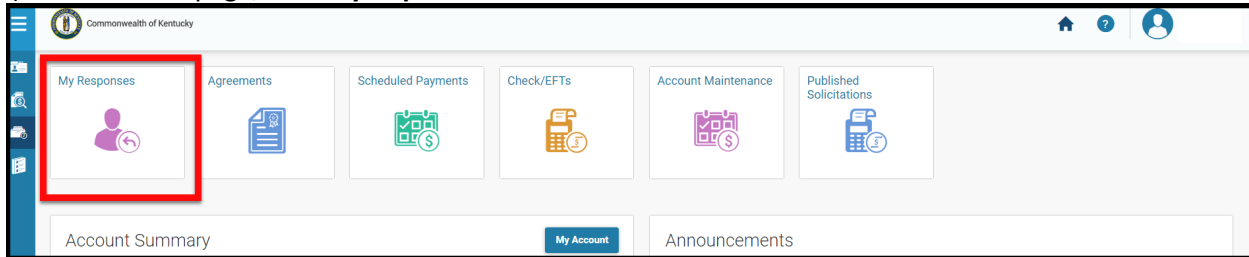 Commonwealth of Kentucky
?
My Responses
Agreements
Scheduled Payments
Check/EFTs
Account Maintenance
Published
Solicitations
$
$
$
$
$
Account Summary
My Account
Announcements